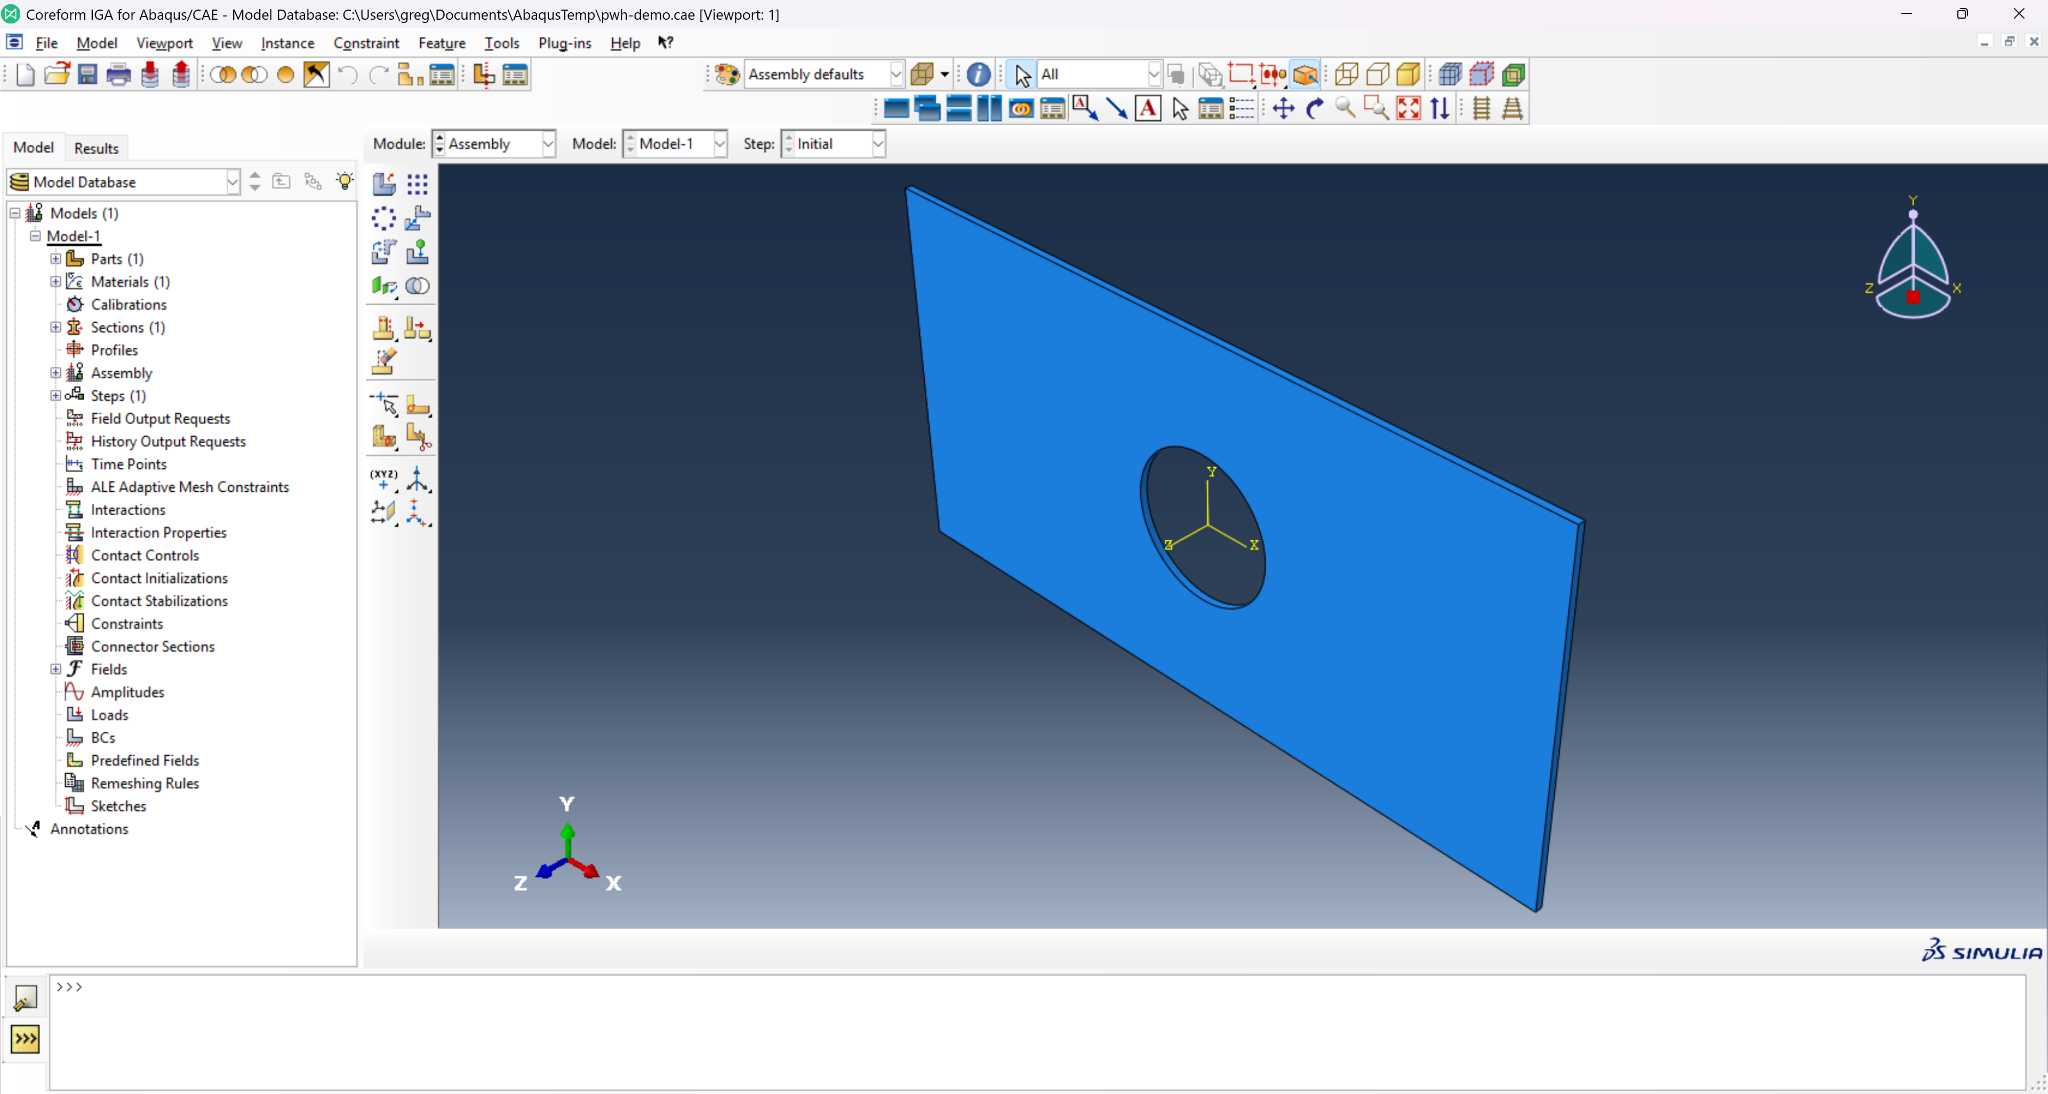 Coreform IGA for Abaqus/CAE - Model Database: C:\Users\greg\Documents\AbaqusTemp\pwh-demo.cae [Viewport: 1]
File Model Viewport View Instance Constraint Feature Tools Plug-ins Help
Assembly defaults All
Module: Assembly Model: Model-1 Step: Initial
Model Results
Model Database
Models (1)
Model-1
Parts (1)
Materials (1)
Calibrations
Sections (1)
Profiles
Assembly
Steps (1)
Field Output Requests
History Output Requests
Time Points
ALE Adaptive Mesh Constraints
Interactions
Interaction Properties
Contact Controls
Contact Initializations
Contact Stabilizations
Constraints
Connector Sections
Fields
Amplitudes
Loads
BCs
Predefined Fields
Remeshing Rules
Sketches
Annotations
(XYZ)
Y
Z X
Y
Z X
Y
Z X
SIMULIA
>>>
>>>